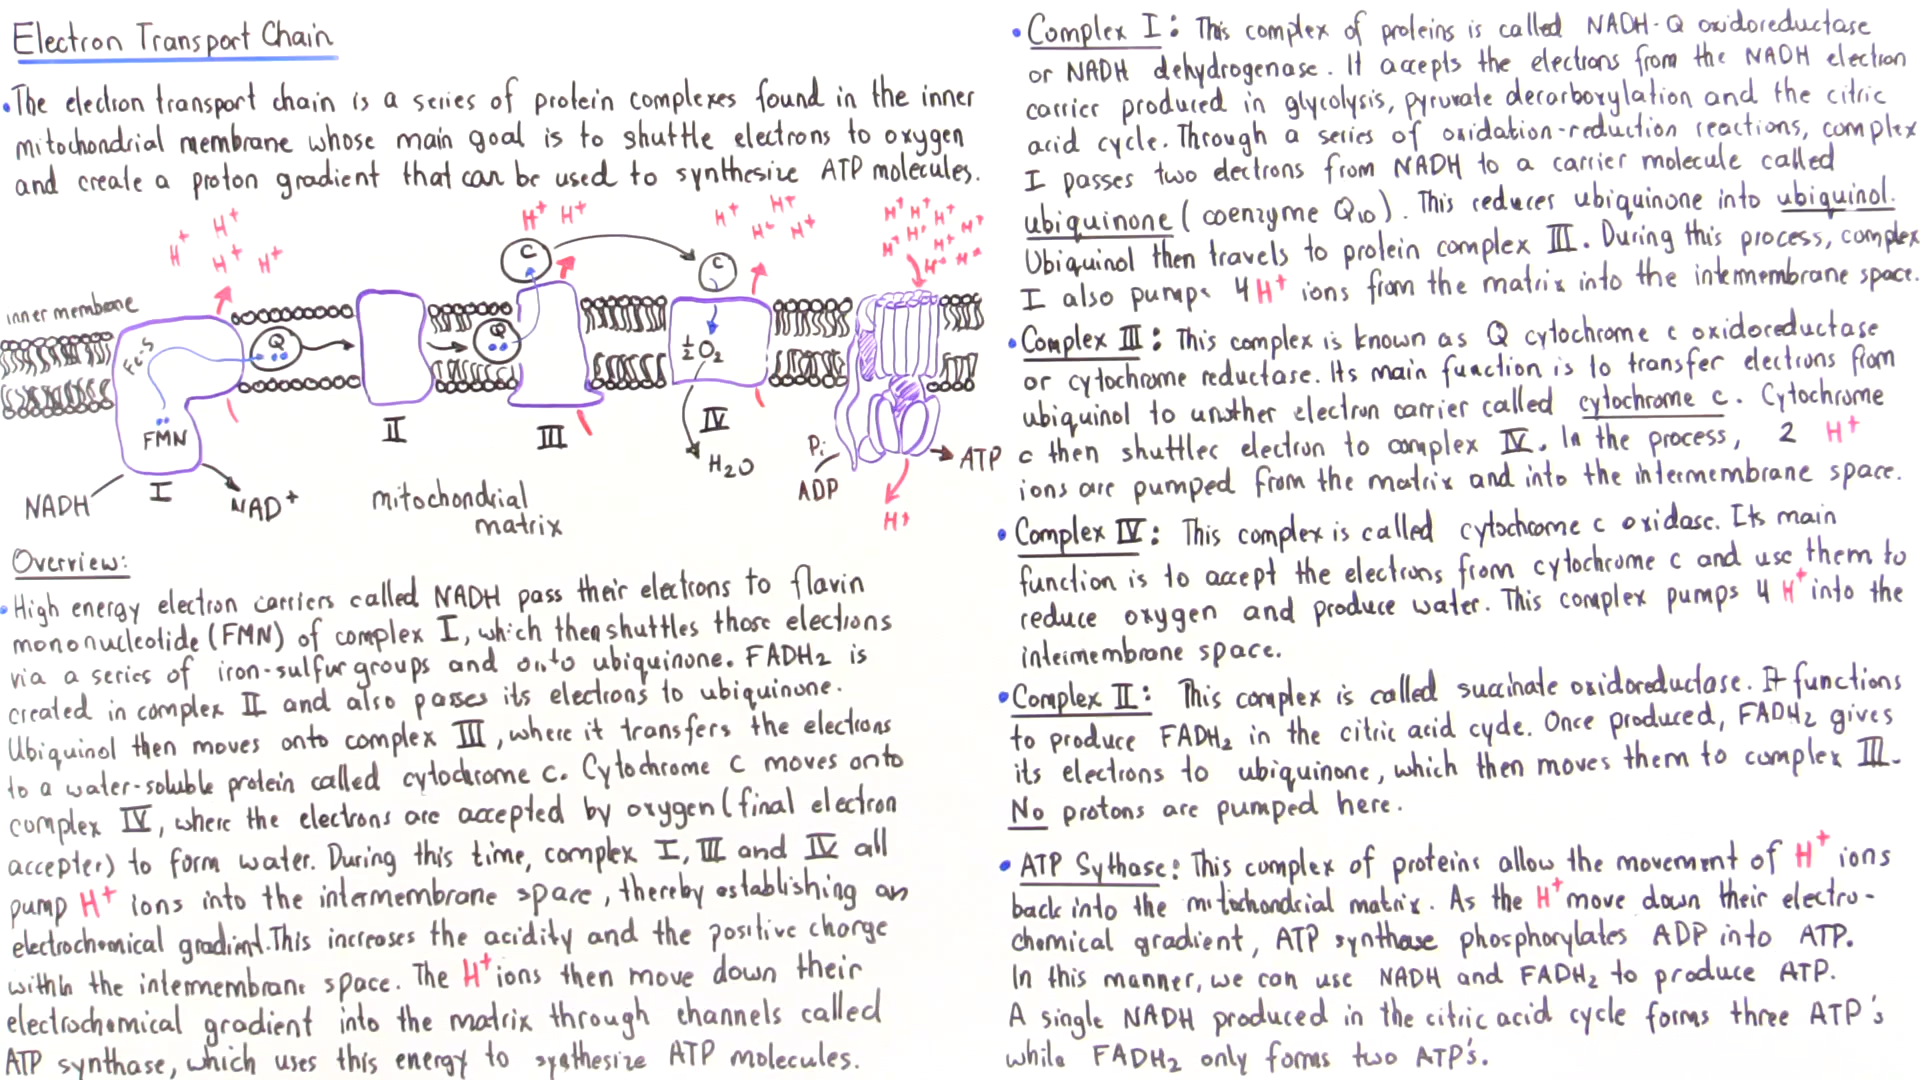 Electron Transport Chain
• The electron transport chain is a series of protein complexes found in the inner
mitochondrial membrane whose main goal is to shuttle electrons to oxygen
and create a proton gradient that can be used to synthesize ATP molecules.
H+ H+ H+ H+
H+ H+
H+ H+ H+ H+
H+ H+ H+ H+ H+ H+ H+ H+ H+
inner membrane
C
C
Fe-S
Q
Q
½O2
FMN
I
II
III
IV
NADH
NAD+
mitochondrial
matrix
H2O
Pi
ADP
ATP
H+
Overview:
• High energy electron carriers called NADH pass their electrons to flavin
mononucleotide (FMN) of complex I, which then shuttles those electrons
via a series of iron-sulfur groups and onto ubiquinone. FADH2 is
created in complex II and also passes its electrons to ubiquinone.
Ubiquinol then moves onto complex III, where it transfers the electrons
to a water-soluble protein called cytochrome c. Cytochrome c moves onto
complex IV, where the electrons are accepted by oxygen (final electron
accepter) to form water. During this time, complex I, III and IV all
pump H+ ions into the intermembrane space, thereby establishing an
electrochemical gradient. This increases the acidity and the positive charge
within the intermembrane space. The H+ ions then move down their
electrochemical gradient into the matrix through channels called
ATP synthase, which uses this energy to synthesize ATP molecules.
• Complex I: This complex of proteins is called NADH-Q oxidoreductase
or NADH dehydrogenase. It accepts the electrons from the NADH electron
carrier produced in glycolysis, pyruvate decarboxylation and the citric
acid cycle. Through a series of oxidation-reduction reactions, complex
I passes two electrons from NADH to a carrier molecule called
ubiquinone (coenzyme Q10). This reduces ubiquinone into ubiquinol.
Ubiquinol then travels to protein complex III. During this process, complex
I also pumps 4 H+ ions from the matrix into the intermembrane space.
• Complex III: This complex is known as Q cytochrome c oxidoreductase
or cytochrome reductase. Its main function is to transfer electrons from
ubiquinol to another electron carrier called cytochrome c. Cytochrome
c then shuttles electron to complex IV. In the process, 2 H+
ions are pumped from the matrix and into the intermembrane space.
• Complex IV: This complex is called cytochrome c oxidase. Its main
function is to accept the electrons from cytochrome c and use them to
reduce oxygen and produce water. This complex pumps 4 H+ into the
intermembrane space.
• Complex II: This complex is called succinate oxidoreductase. It functions
to produce FADH2 in the citric acid cycle. Once produced, FADH2 gives
its electrons to ubiquinone, which then moves them to complex III.
No protons are pumped here.
• ATP Sythase: This complex of proteins allow the movement of H+ ions
back into the mitochondrial matrix. As the H+ move down their electro-
chemical gradient, ATP synthase phosphorylates ADP into ATP.
In this manner, we can use NADH and FADH2 to produce ATP.
A single NADH produced in the citric acid cycle forms three ATP's
while FADH2 only forms two ATP's.